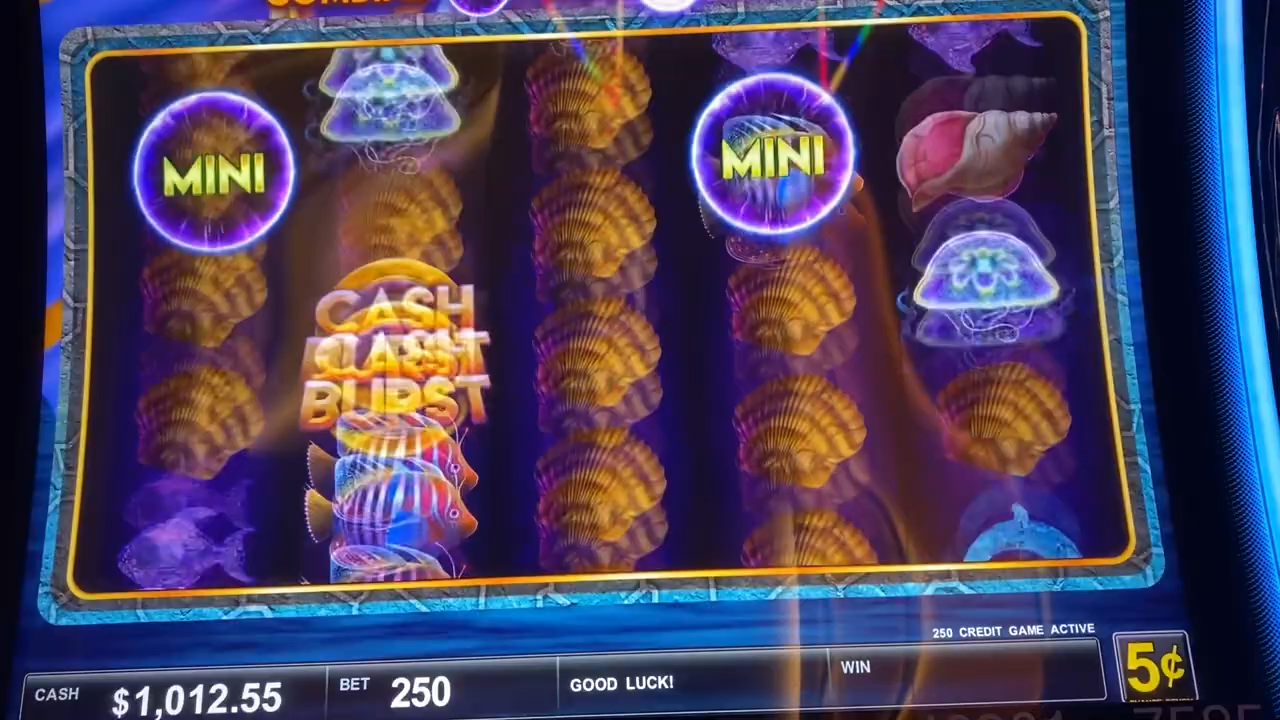 MINI
MINI
CASH
BURST
250 CREDIT GAME ACTIVE
CASH $1,012.55
BET 250
GOOD LUCK!
WIN
5¢